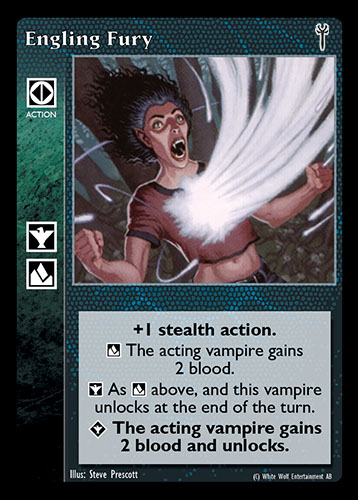 Engling Fury
ACTION
+1 stealth action.
The acting vampire gains
2 blood.
As above, and this vampire
unlocks at the end of the turn.
The acting vampire gains
2 blood and unlocks.
Illus: Steve Prescott
(C) White Wolf Entertainment AB